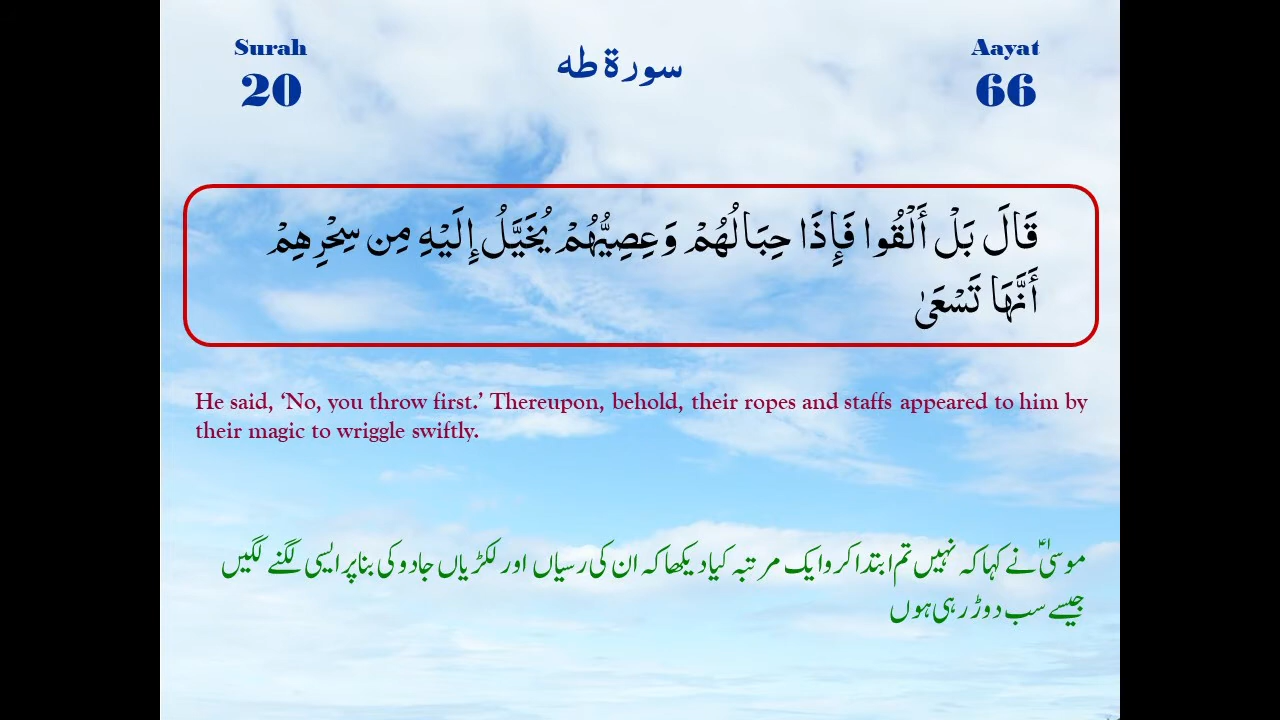 Surah
20
سورۃ طہ
Aayat
66
قَالَ بَلْ أَلْقُوا فَإِذَا حِبَالُهُمْ وَعِصِيُّهُمْ يُخَيَّلُ إِلَيْهِ مِن سِحْرِهِمْ
أَنَّهَا تَسْعَىٰ
He said, ‘No, you throw first.’ Thereupon, behold, their ropes and staffs appeared to him by
their magic to wriggle swiftly.
موسیٰؑ نے کہا کہ نہیں تم ابتدا کرو ایک مرتبہ کیا دیکھا کہ ان کی رسیاں اور لکڑیاں جادو کی بنا پر ایسی لگنے لگیں
جیسے سب دوڑ رہی ہوں